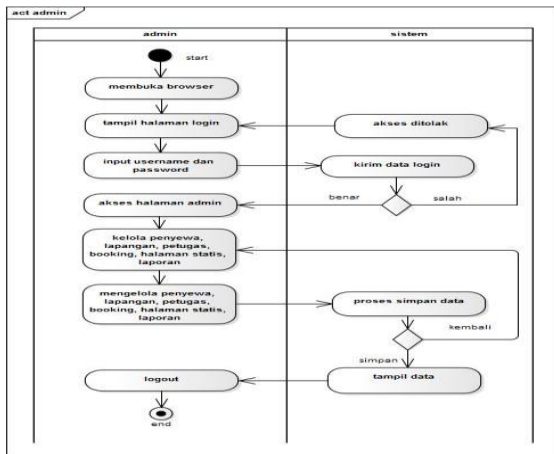 act admin
admin
sistem
start
membuka browser
tampil halaman login
akses ditolak
input username dan
password
kirim data login
benar
salah
akses halaman admin
kelola penyewa,
lapangan, petugas,
booking, halaman statis,
laporan
mengelola penyewa,
lapangan, petugas,
booking, halaman statis,
laporan
proses simpan data
kembali
simpan
tampil data
logout
end